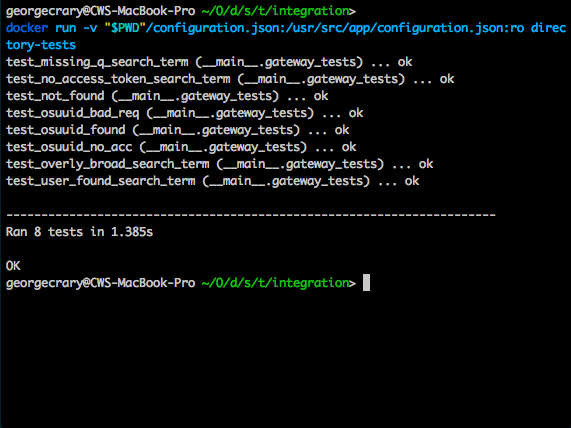 georgecrary@CWS-MacBook-Pro ~/O/d/s/t/integration>
docker run -v "$PWD"/configuration.json:/usr/src/app/configuration.json:ro direc
tory-tests
test_missing_q_search_term (__main__.gateway_tests) ... ok
test_no_access_token_search_term (__main__.gateway_tests) ... ok
test_not_found (__main__.gateway_tests) ... ok
test_osuuid_bad_req (__main__.gateway_tests) ... ok
test_osuuid_found (__main__.gateway_tests) ... ok
test_osuuid_no_acc (__main__.gateway_tests) ... ok
test_overly_broad_search_term (__main__.gateway_tests) ... ok
test_user_found_search_term (__main__.gateway_tests) ... ok
----------------------------------------------------------------------
Ran 8 tests in 1.385s
OK
georgecrary@CWS-MacBook-Pro ~/O/d/s/t/integration>